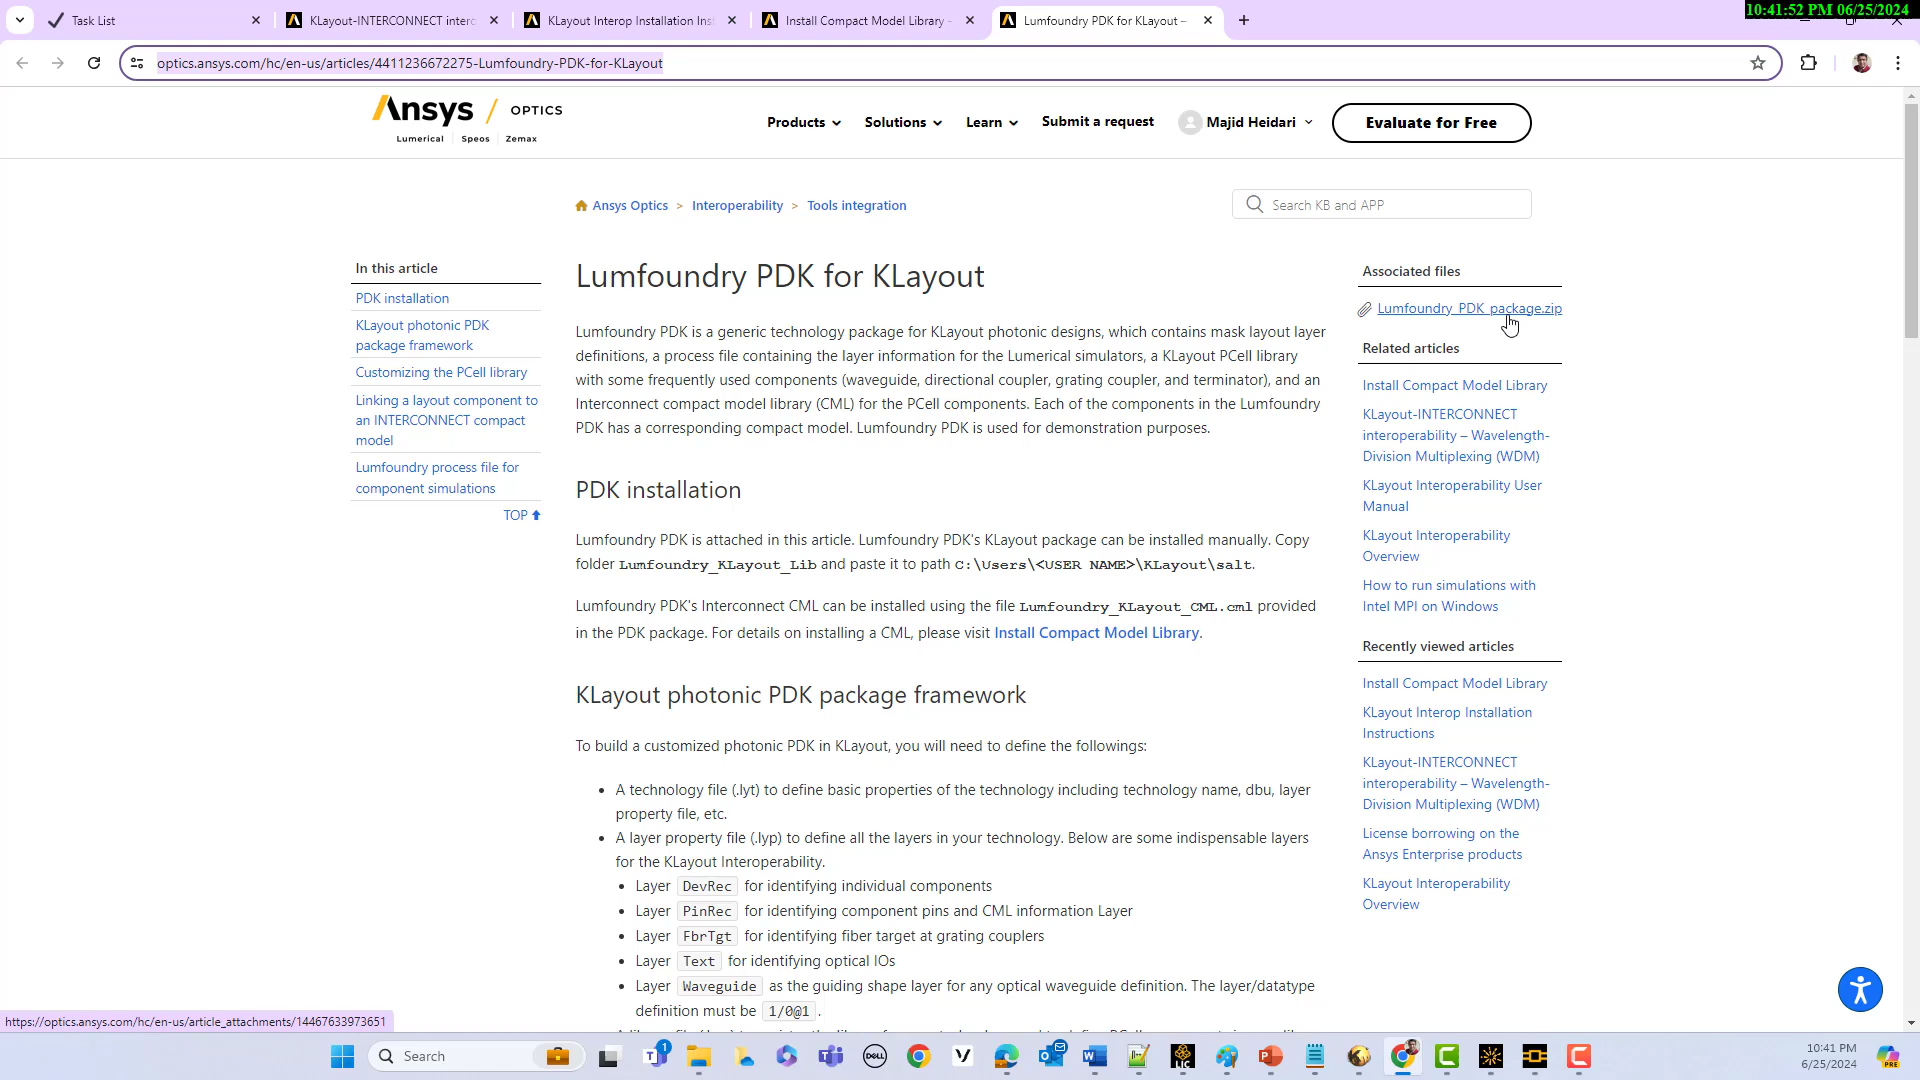 10:41:52 PM 06/25/2024
Task List
KLayout-INTERCONNECT interc
KLayout Interop Installation Inst
Install Compact Model Library –
Lumfoundry PDK for KLayout –
optics.ansys.com/hc/en-us/articles/4411236672275-Lumfoundry-PDK-for-KLayout
Ansys / OPTICS
Lumerical | Speos | Zemax
Products
Solutions
Learn
Submit a request
Majid Heidari
Evaluate for Free
Ansys Optics > Interoperability > Tools integration
Search KB and APP
In this article
PDK installation
KLayout photonic PDK
package framework
Customizing the PCell library
Linking a layout component to
an INTERCONNECT compact
model
Lumfoundry process file for
component simulations
TOP
Lumfoundry PDK for KLayout
Lumfoundry PDK is a generic technology package for KLayout photonic designs, which contains mask layout layer
definitions, a process file containing the layer information for the Lumerical simulators, a KLayout PCell library
with some frequently used components (waveguide, directional coupler, grating coupler, and terminator), and an
Interconnect compact model library (CML) for the PCell components. Each of the components in the Lumfoundry
PDK has a corresponding compact model. Lumfoundry PDK is used for demonstration purposes.
PDK installation
Lumfoundry PDK is attached in this article. Lumfoundry PDK's KLayout package can be installed manually. Copy
folder Lumfoundry_KLayout_Lib and paste it to path C:\Users\<USER NAME>\KLayout\salt.
Lumfoundry PDK's Interconnect CML can be installed using the file Lumfoundry_KLayout_CML.cml provided
in the PDK package. For details on installing a CML, please visit Install Compact Model Library.
KLayout photonic PDK package framework
To build a customized photonic PDK in KLayout, you will need to define the followings:
• A technology file (.lyt) to define basic properties of the technology including technology name, dbu, layer
property file, etc.
• A layer property file (.lyp) to define all the layers in your technology. Below are some indispensable layers
for the KLayout Interoperability.
• Layer DevRec for identifying individual components
• Layer PinRec for identifying component pins and CML information Layer
• Layer FbrTgt for identifying fiber target at grating couplers
• Layer Text for identifying optical IOs
• Layer Waveguide as the guiding shape layer for any optical waveguide definition. The layer/datatype
definition must be 1/0@1 .
Associated files
Lumfoundry_PDK_package.zip
Related articles
Install Compact Model Library
KLayout-INTERCONNECT
interoperability – Wavelength-
Division Multiplexing (WDM)
KLayout Interoperability User
Manual
KLayout Interoperability
Overview
How to run simulations with
Intel MPI on Windows
Recently viewed articles
Install Compact Model Library
KLayout Interop Installation
Instructions
KLayout-INTERCONNECT
interoperability – Wavelength-
Division Multiplexing (WDM)
License borrowing on the
Ansys Enterprise products
KLayout Interoperability
Overview
https://optics.ansys.com/hc/en-us/article_attachments/14467633973651
Search
1
DELL
LIC
10:41 PM
6/25/2024
PRE